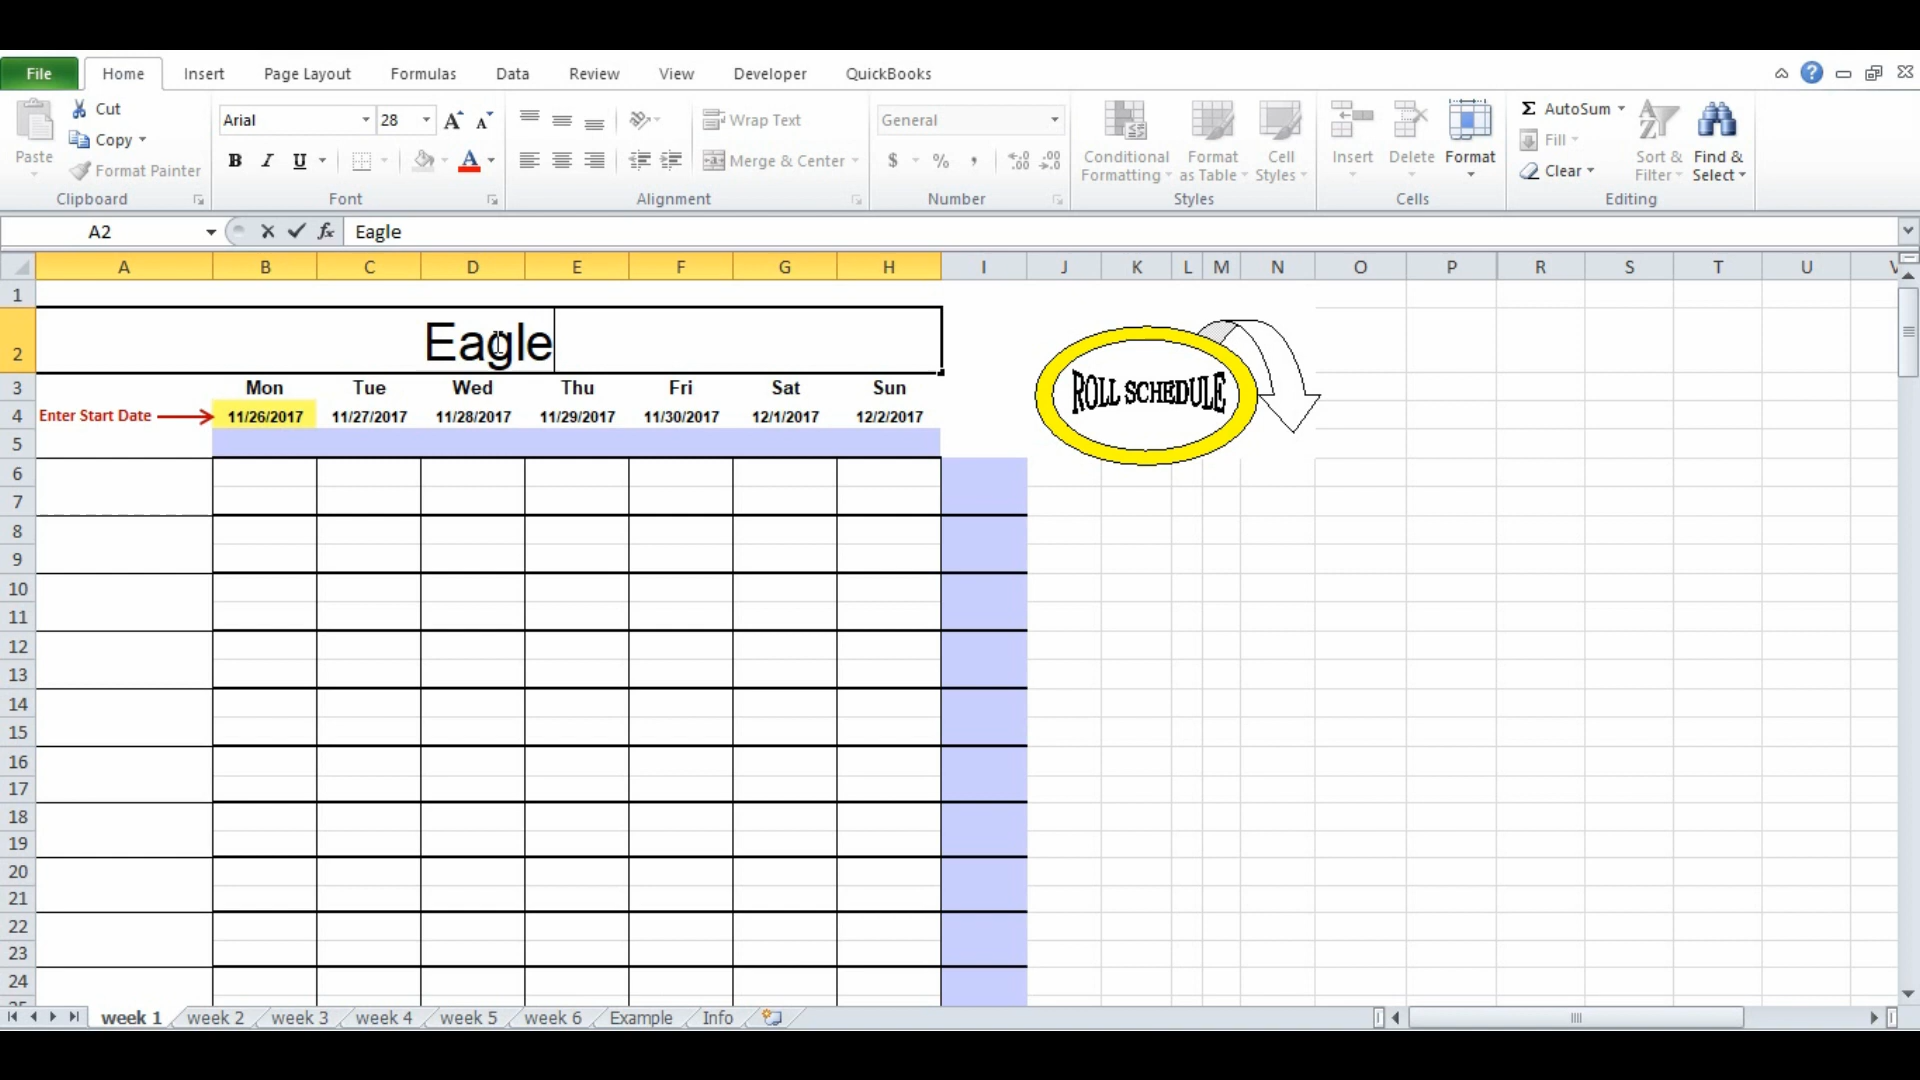 File Home Insert Page Layout Formulas Data Review View Developer QuickBooks
Paste Cut
Copy
Format Painter
Clipboard
Arial 28
B I U A
Font
Wrap Text
Merge & Center
Alignment
General
$ % ,
Number
Conditional Formatting
Format as Table
Cell Styles
Styles
Insert Delete Format
Cells
Σ AutoSum
Fill
Clear
Sort & Filter
Find & Select
Editing
A2 fx Eagle
A B C D E F G H I J K L M N O P R S T U V
1
2 Eagle
3 Mon Tue Wed Thu Fri Sat Sun
4 Enter Start Date 11/26/2017 11/27/2017 11/28/2017 11/29/2017 11/30/2017 12/1/2017 12/2/2017
ROLL SCHEDULE
5
6
7
8
9
10
11
12
13
14
15
16
17
18
19
20
21
22
23
24
25
week 1 week 2 week 3 week 4 week 5 week 6 Example Info